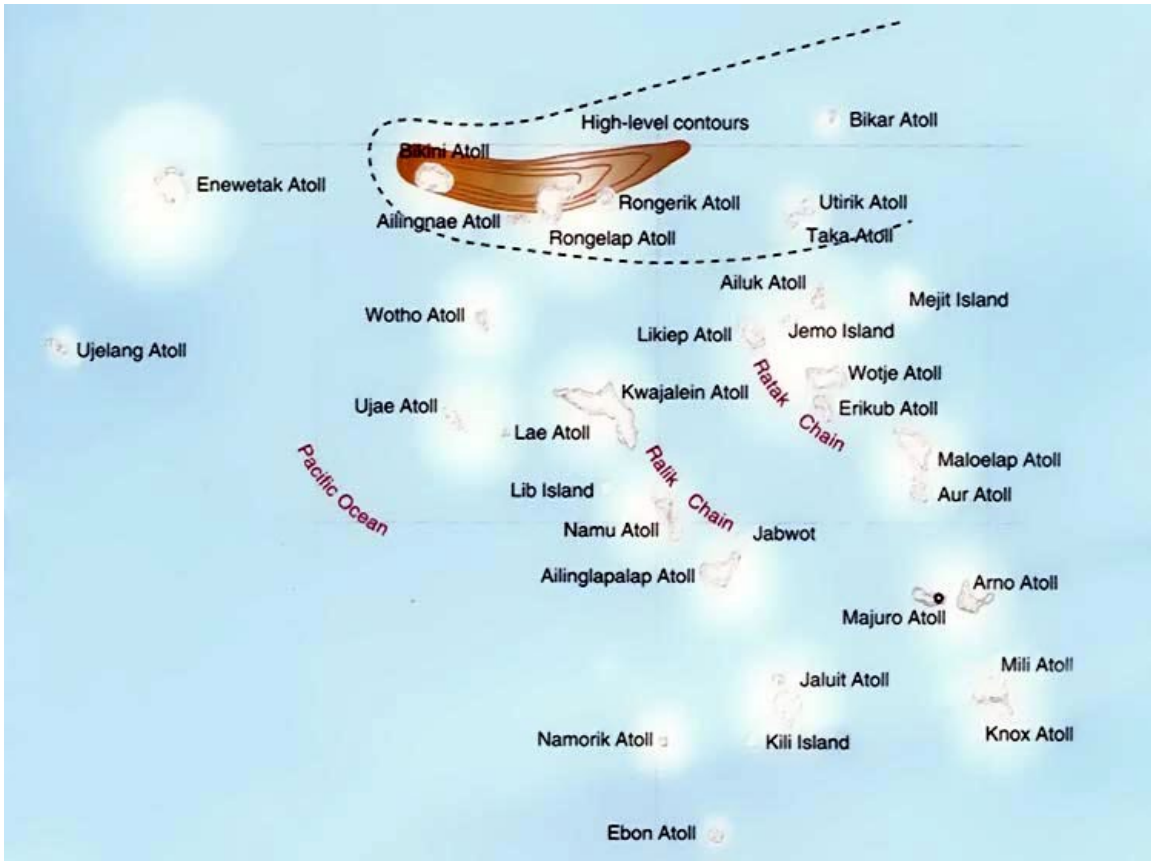 High-level contours
Bikar Atoll
Bikini Atoll
Enewetak Atoll
Rongerik Atoll
Utirik Atoll
Ailingnae Atoll
Rongelap Atoll
Taka Atoll
Ailuk Atoll
Mejit Island
Wotho Atoll
Likiep Atoll
Jemo Island
Ujelang Atoll
Ratak Chain
Wotje Atoll
Kwajalein Atoll
Ujae Atoll
Erikub Atoll
Lae Atoll
Maloelap Atoll
Pacific Ocean
Ralik Chain
Lib Island
Aur Atoll
Namu Atoll
Jabwot
Ailinglapalap Atoll
Arno Atoll
Majuro Atoll
Mili Atoll
Jaluit Atoll
Knox Atoll
Namorik Atoll
Kili Island
Ebon Atoll